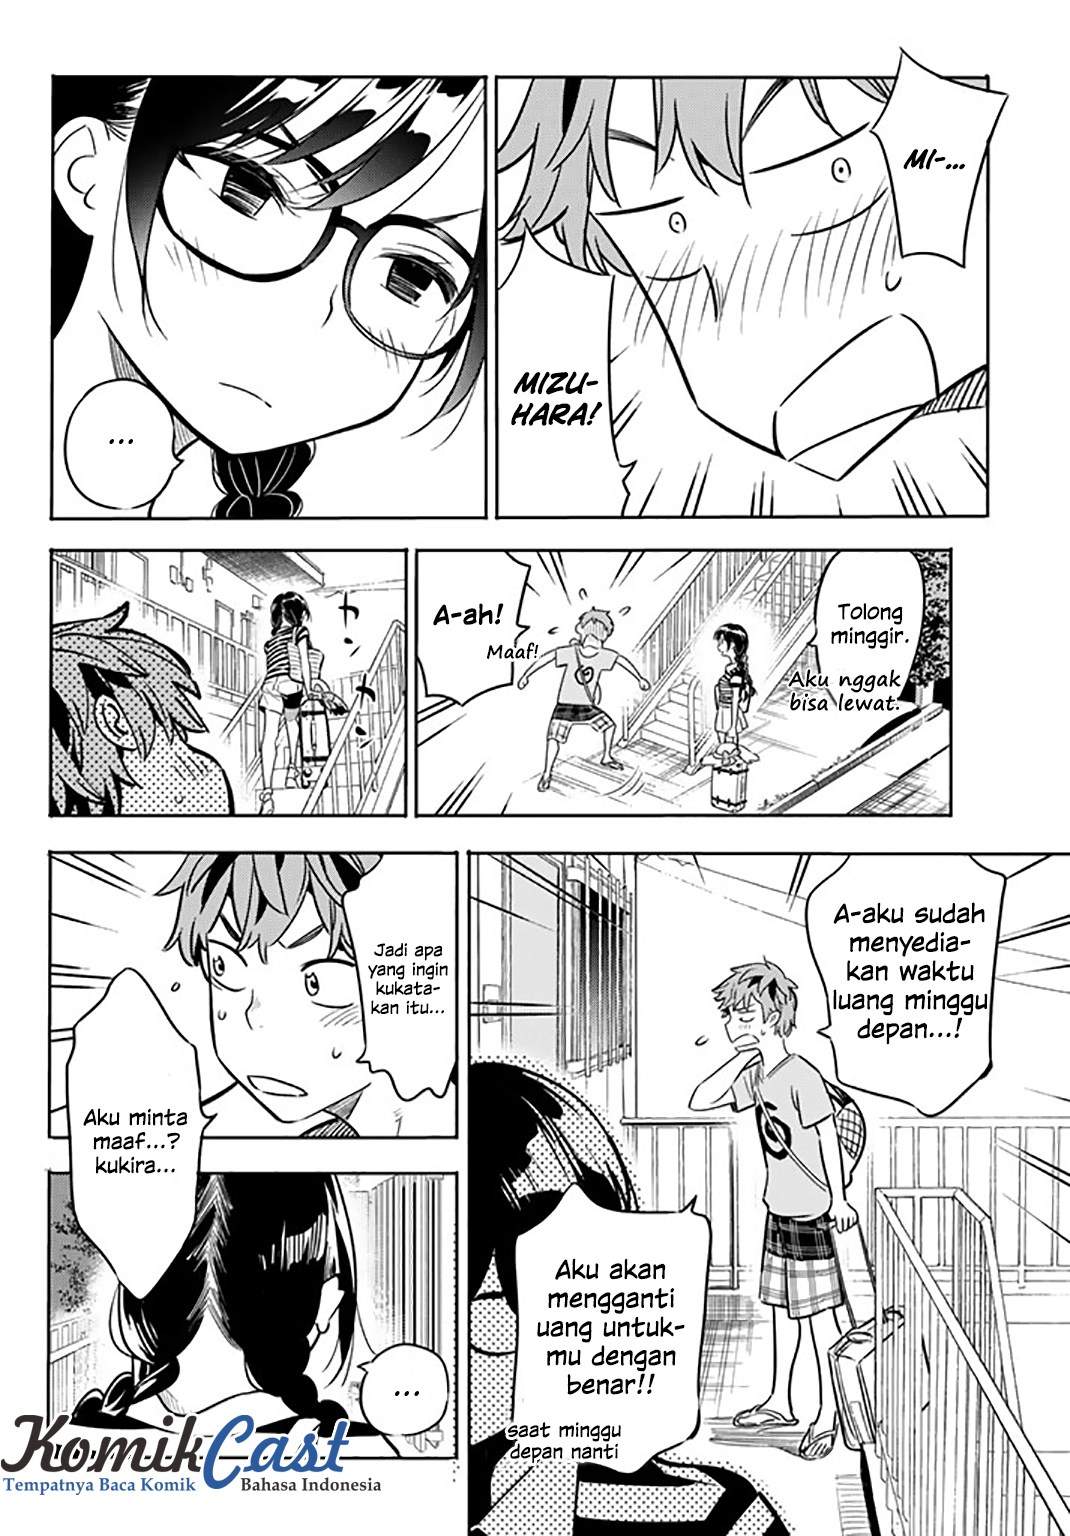 MI-...
MIZU-
HARA!
...
Tolong
minggir.
Aku nggak
bisa lewat.
A-ah!
Maaf!
A-aku sudah
menyedia-
kan waktu
luang minggu
depan...!
Aku akan
mengganti
uang untuk-
mu dengan
benar!!
saat minggu
depan nanti
Jadi apa
yang ingin
kukata-
kan itu...
Aku minta
maaf...?
kukira...
...
KomikCast
Tempatnya Baca Komik Bahasa Indonesia